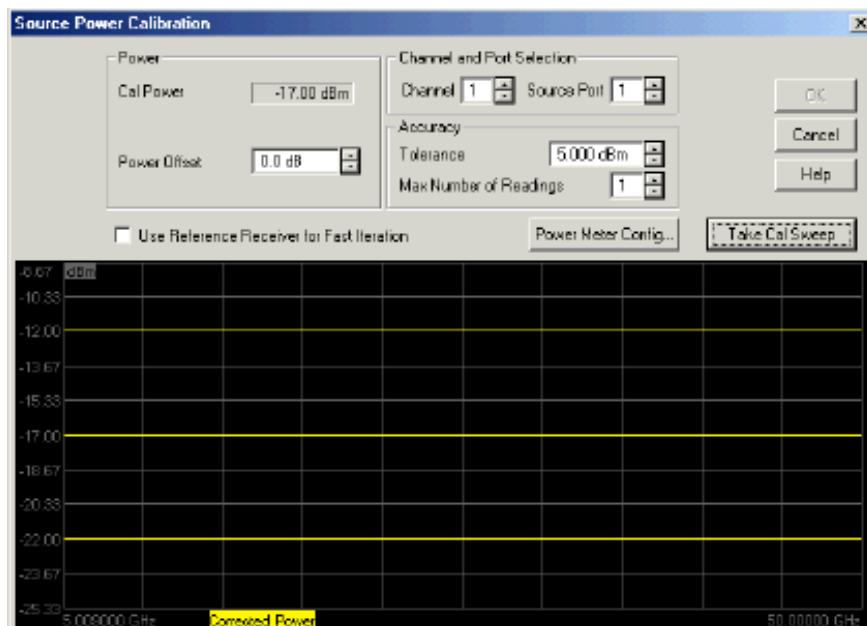 Source Power Calibration
Power
Cal Power -17.00 dBm
Power Offset 0.0 dB
Channel and Port Selection
Channel 1 Source Port 1
Accuracy
Tolerance 5.000 dBm
Max Number of Readings 1
OK
Cancel
Help
Use Reference Receiver for Fast Iteration
Power Meter Config...
Take Cal Sweep
-8.67 dBm
-10.33
-12.00
-13.67
-15.33
-17.00
-18.67
-20.33
-22.00
-23.67
-25.33
5.009000 GHz Corrected Power 50.00000 GHz